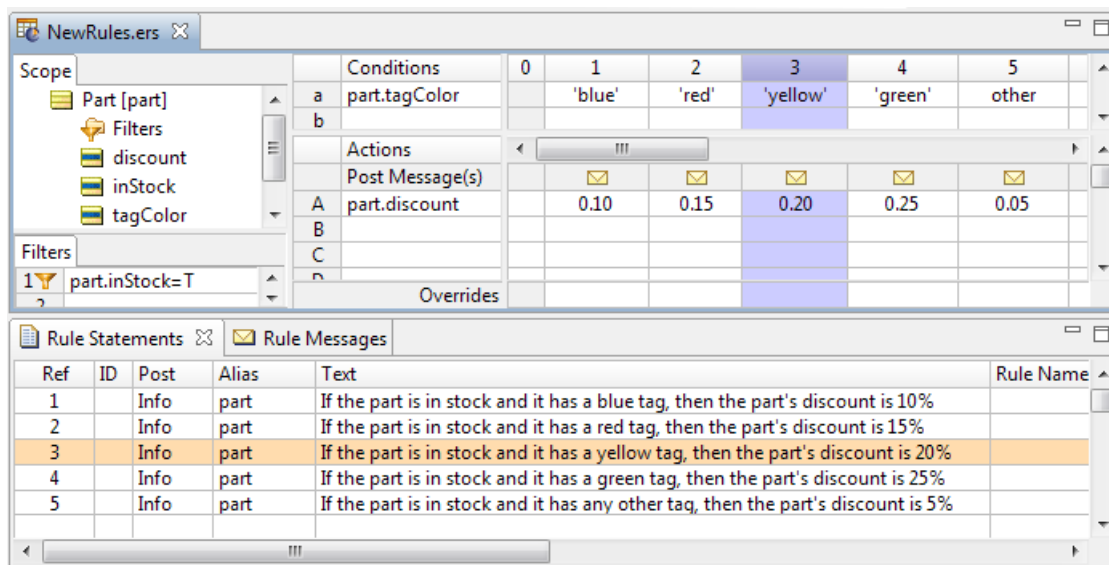 NewRules.ers
Scope
Part [part]
Filters
discount
inStock
tagColor
Filters
1 part.inStock=T
2
Conditions 0 1 2 3 4 5
a part.tagColor 'blue' 'red' 'yellow' 'green' other
b
Actions
Post Message(s)
A part.discount 0.10 0.15 0.20 0.25 0.05
B
C
D
Overrides
Rule Statements Rule Messages
Ref ID Post Alias Text Rule Name
1 Info part If the part is in stock and it has a blue tag, then the part's discount is 10%
2 Info part If the part is in stock and it has a red tag, then the part's discount is 15%
3 Info part If the part is in stock and it has a yellow tag, then the part's discount is 20%
4 Info part If the part is in stock and it has a green tag, then the part's discount is 25%
5 Info part If the part is in stock and it has any other tag, then the part's discount is 5%